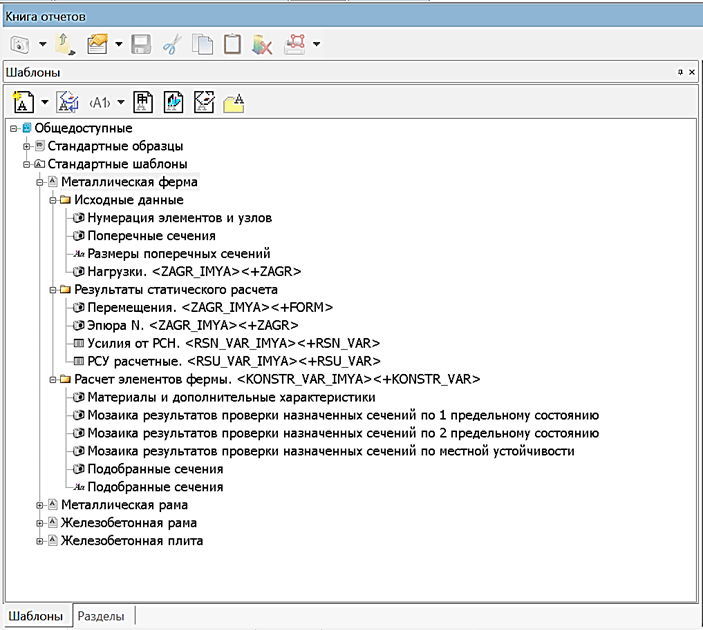 Книга отчетов
Шаблоны
‹A1›
Общедоступные
Стандартные образцы
Стандартные шаблоны
Металлическая ферма
Исходные данные
Нумерация элементов и узлов
Поперечные сечения
Размеры поперечных сечений
Нагрузки. <ZAGR_IMYA><+ZAGR>
Результаты статического расчета
Перемещения. <ZAGR_IMYA><+FORM>
Эпюра N. <ZAGR_IMYA><+ZAGR>
Усилия от РСН. <RSN_VAR_IMYA><+RSN_VAR>
РСУ расчетные. <RSU_VAR_IMYA><+RSU_VAR>
Расчет элементов фермы. <KONSTR_VAR_IMYA><+KONSTR_VAR>
Материалы и дополнительные характеристики
Мозаика результатов проверки назначенных сечений по 1 предельному состоянию
Мозаика результатов проверки назначенных сечений по 2 предельному состоянию
Мозаика результатов проверки назначенных сечений по местной устойчивости
Подобранные сечения
Подобранные сечения
Металлическая рама
Железобетонная рама
Железобетонная плита
Шаблоны Разделы